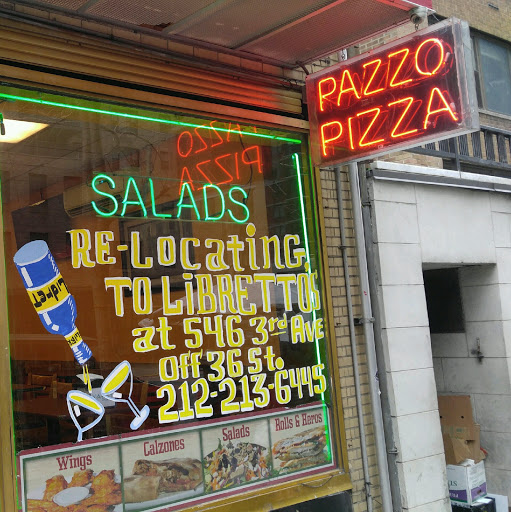 PAZZO
PIZZA
SALADS
RE-Locating
TO LiBRETTOS
at 546 3rd Ave
Off 36 St.
212-213-6445
Wings
Calzones
Salads
Rolls & Heros